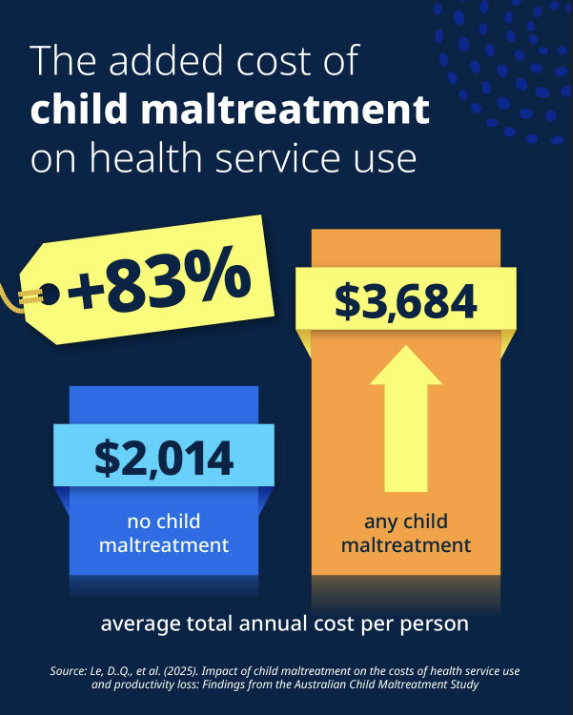 The added cost of
child maltreatment
on health service use
+83%
$3,684
$2,014
no child
maltreatment
any child
maltreatment
average total annual cost per person
Source: Le, D..Q., et al. (2025). Impact of child maltreatment on the costs of health service use
and productivity loss: Findings from the Australian Child Maltreatment Study